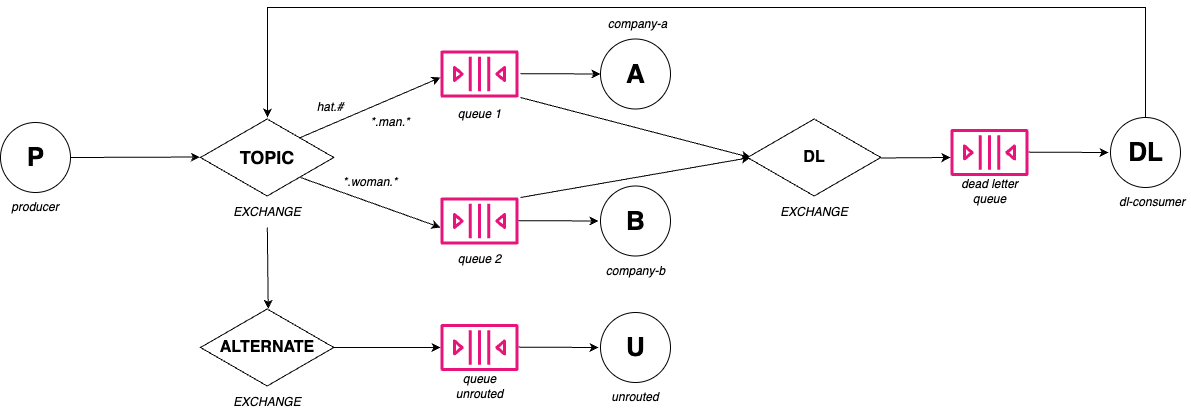 company-a
A
hat.#
*.man.*
queue 1
P
producer
TOPIC
EXCHANGE
*.woman.*
queue 2
B
company-b
DL
EXCHANGE
dead letter
queue
DL
dl-consumer
ALTERNATE
EXCHANGE
queue
unrouted
U
unrouted